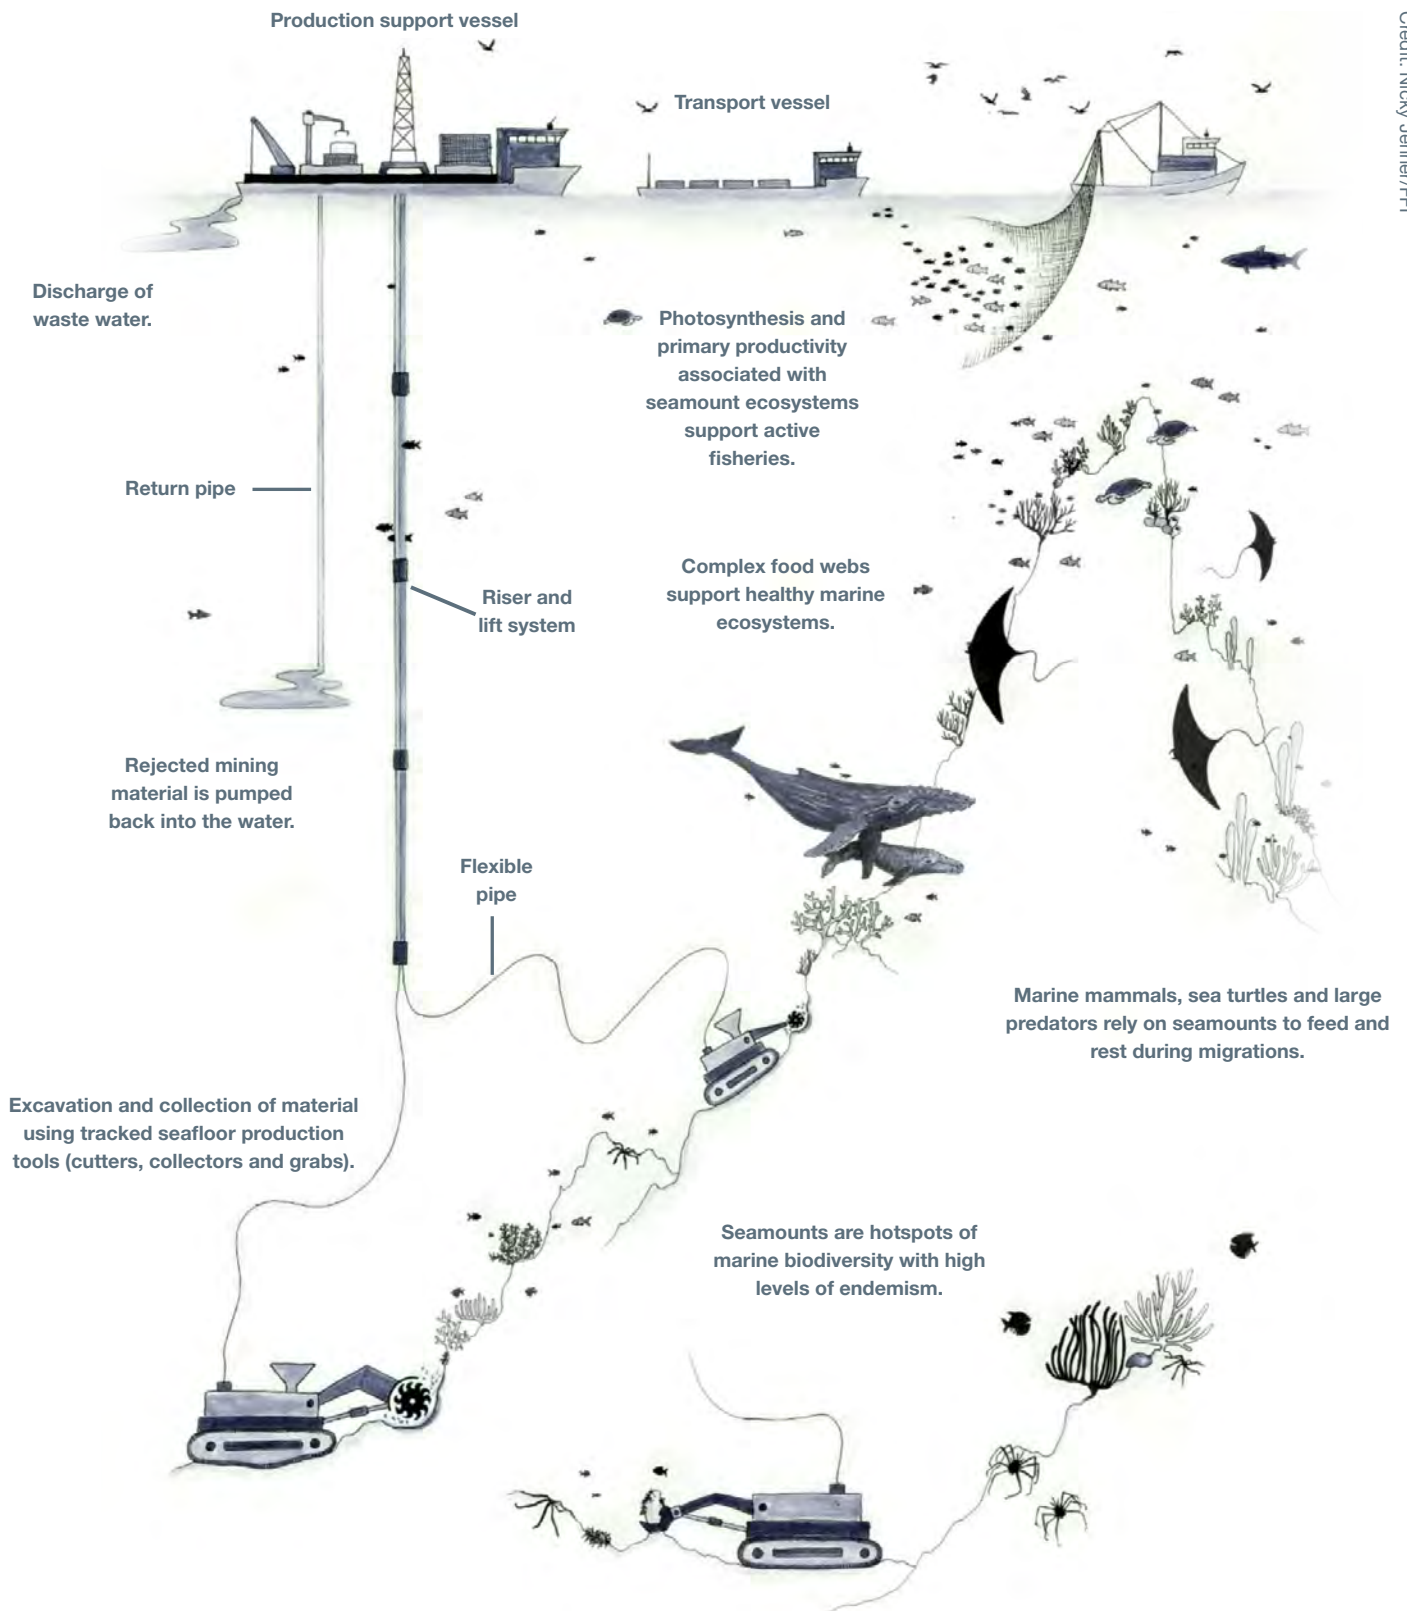 Production support vessel
Credit: Nicky Jenner/FFI
Transport vessel
Discharge of
waste water.
Photosynthesis and
primary productivity
associated with
seamount ecosystems
support active
fisheries.
Return pipe
Complex food webs
support healthy marine
ecosystems.
Riser and
lift system
Rejected mining
material is pumped
back into the water.
Flexible
pipe
Marine mammals, sea turtles and large
predators rely on seamounts to feed and
rest during migrations.
Excavation and collection of material
using tracked seafloor production
tools (cutters, collectors and grabs).
Seamounts are hotspots of
marine biodiversity with high
levels of endemism.